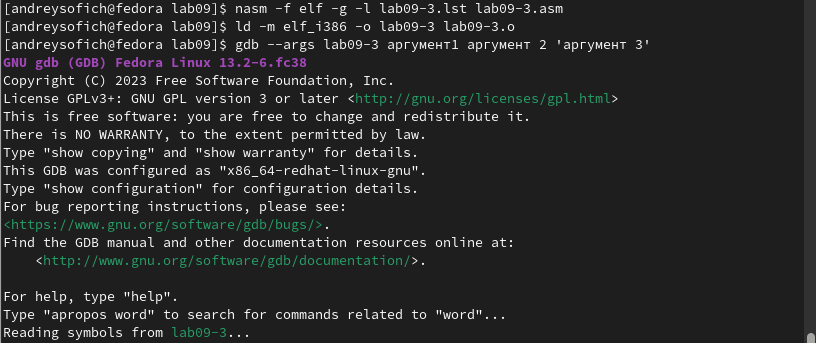 [andreysofich@fedora lab09]$ nasm -f elf -g -l lab09-3.lst lab09-3.asm
[andreysofich@fedora lab09]$ ld -m elf_i386 -o lab09-3 lab09-3.o
[andreysofich@fedora lab09]$ gdb --args lab09-3 аргумент1 аргумент 2 'аргумент 3'
GNU gdb (GDB) Fedora Linux 13.2-6.fc38
Copyright (C) 2023 Free Software Foundation, Inc.
License GPLv3+: GNU GPL version 3 or later <http://gnu.org/licenses/gpl.html>
This is free software: you are free to change and redistribute it.
There is NO WARRANTY, to the extent permitted by law.
Type "show copying" and "show warranty" for details.
This GDB was configured as "x86_64-redhat-linux-gnu".
Type "show configuration" for configuration details.
For bug reporting instructions, please see:
<https://www.gnu.org/software/gdb/bugs/>.
Find the GDB manual and other documentation resources online at:
    <http://www.gnu.org/software/gdb/documentation/>.

For help, type "help".
Type "apropos word" to search for commands related to "word"...
Reading symbols from lab09-3...